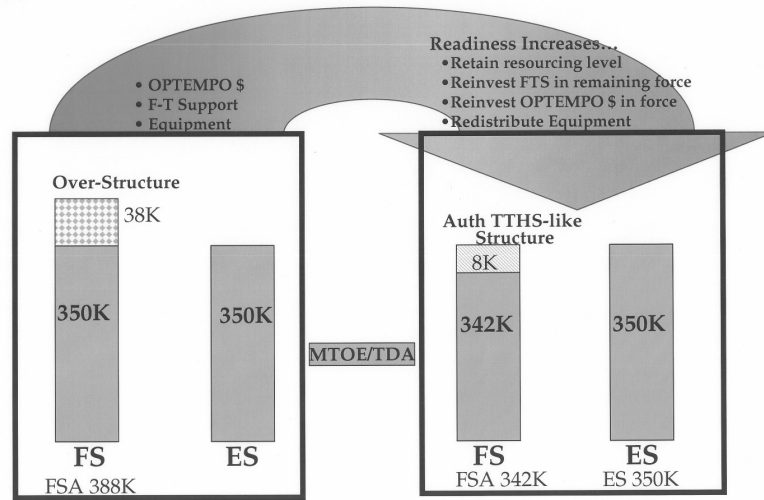 Readiness Increases...
•Retain resourcing level
•Reinvest FTS in remaining force
•Reinvest OPTEMPO $ in force
•Redistribute Equipment
• OPTEMPO $
• F-T Support
• Equipment
Over-Structure
38K
350K
350K
FS
ES
FSA 388K
MTOE/TDA
Auth TTHS-like
Structure
8K
342K
350K
FS
ES
FSA 342K
ES 350K